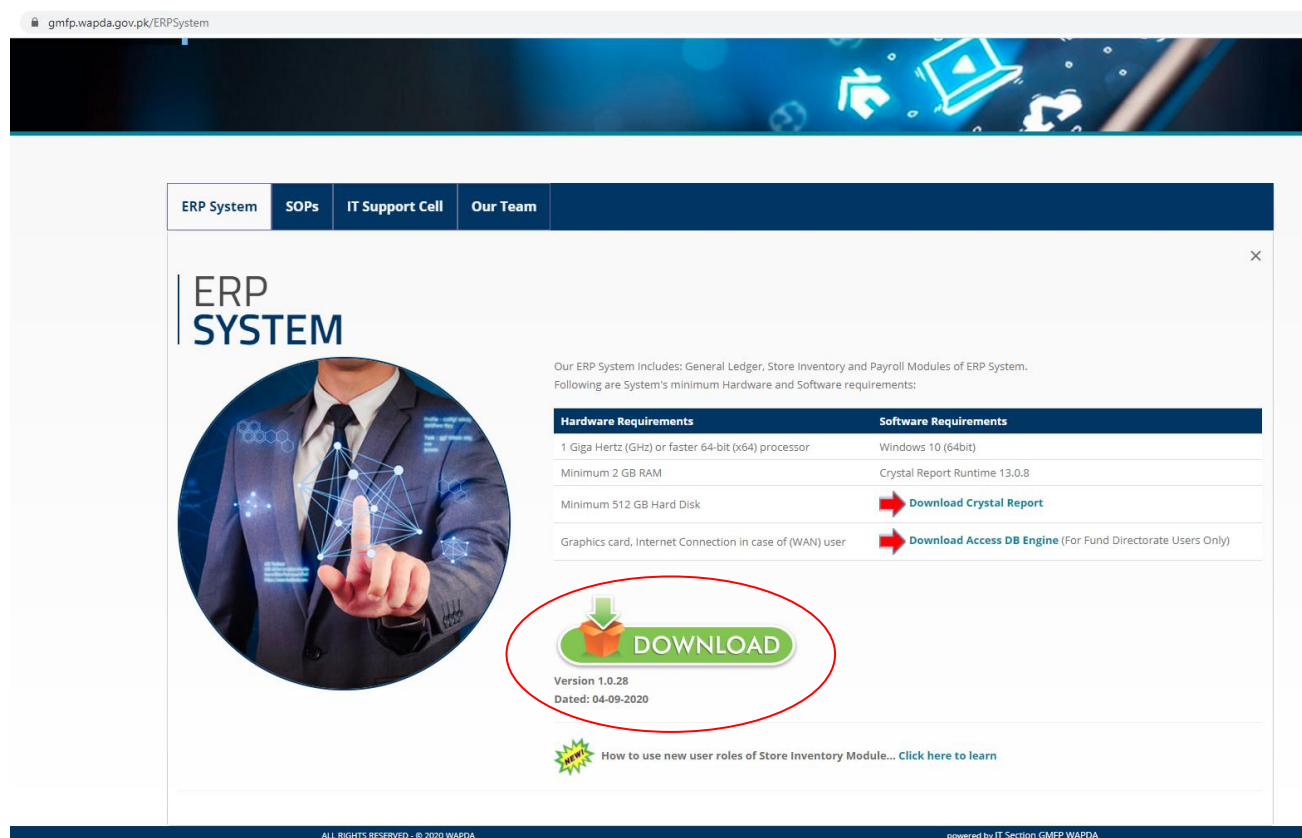 gmfp.wapda.gov.pk/ERPSystem
ERP System SOPs IT Support Cell Our Team
ERP
SYSTEM
Our ERP System Includes: General Ledger, Store Inventory and Payroll Modules of ERP System.
Following are System's minimum Hardware and Software requirements:
Hardware Requirements Software Requirements
1 Giga Hertz (GHz) or faster 64-bit (x64) processor Windows 10 (64bit)
Minimum 2 GB RAM Crystal Report Runtime 13.0.8
Minimum 512 GB Hard Disk Download Crystal Report
Graphics card, Internet Connection in case of (WAN) user Download Access DB Engine (For Fund Directorate Users Only)
DOWNLOAD
Version 1.0.28
Dated: 04-09-2020
NEW! How to use new user roles of Store Inventory Module... Click here to learn
ALL RIGHTS RESERVED - © 2020 WAPDA powered by IT Section GMFP WAPDA